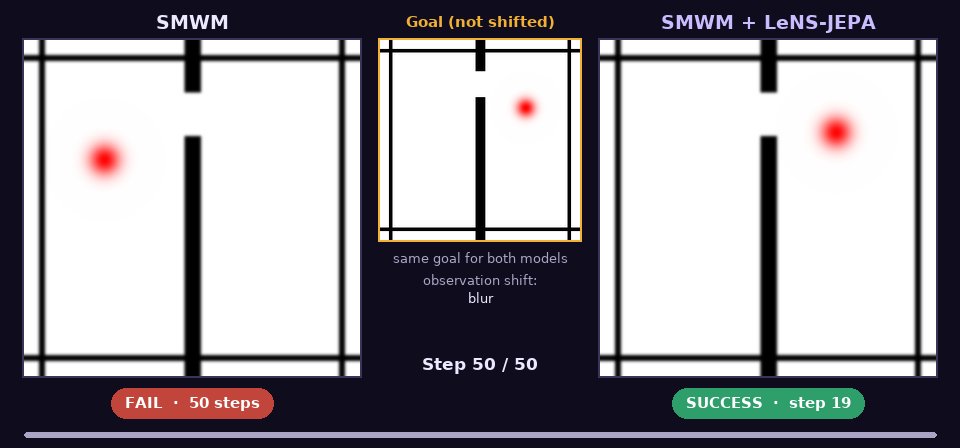 SMWM
Goal (not shifted)
SMWM + LeNS-JEPA
same goal for both models
observation shift:
blur
Step 50 / 50
FAIL · 50 steps
SUCCESS · step 19